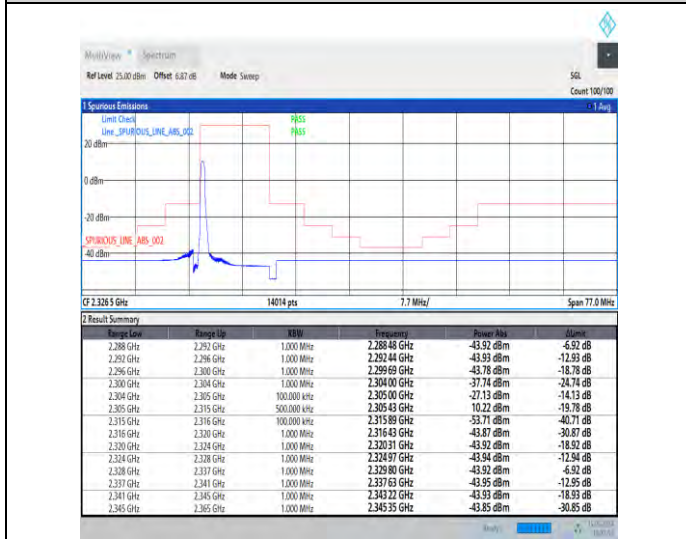 MultiView Spectrum
Ref Level 25.00 dBm Offset 6.87 dB Mode Sweep SGL
Count 100/100
1 Spurious Emissions 1 Avg
Limit Check PASS
Line _SPURIOUS_LINE_ABS_002 PASS
20 dBm
0 dBm
-20 dBm
_SPURIOUS_LINE_ABS_002
-40 dBm
CF 2.326 5 GHz 14014 pts 7.7 MHz/ Span 77.0 MHz
2 Result Summary
Range Low Range Up RBW Frequency Power Abs ΔLimit
2.288 GHz 2.292 GHz 1.000 MHz 2.288 48 GHz -43.92 dBm -6.92 dB
2.292 GHz 2.296 GHz 1.000 MHz 2.292 44 GHz -43.93 dBm -12.93 dB
2.296 GHz 2.300 GHz 1.000 MHz 2.299 69 GHz -43.78 dBm -18.78 dB
2.300 GHz 2.304 GHz 1.000 MHz 2.304 00 GHz -37.74 dBm -24.74 dB
2.304 GHz 2.305 GHz 100.000 kHz 2.305 00 GHz -27.13 dBm -14.13 dB
2.305 GHz 2.315 GHz 500.000 kHz 2.305 43 GHz 10.22 dBm -19.78 dB
2.315 GHz 2.316 GHz 100.000 kHz 2.315 89 GHz -53.71 dBm -40.71 dB
2.316 GHz 2.320 GHz 1.000 MHz 2.316 43 GHz -43.87 dBm -30.87 dB
2.320 GHz 2.324 GHz 1.000 MHz 2.320 31 GHz -43.92 dBm -18.92 dB
2.324 GHz 2.328 GHz 1.000 MHz 2.324 97 GHz -43.94 dBm -12.94 dB
2.328 GHz 2.337 GHz 1.000 MHz 2.329 80 GHz -43.92 dBm -6.92 dB
2.337 GHz 2.341 GHz 1.000 MHz 2.337 63 GHz -43.95 dBm -12.95 dB
2.341 GHz 2.345 GHz 1.000 MHz 2.343 22 GHz -43.93 dBm -18.93 dB
2.345 GHz 2.365 GHz 1.000 MHz 2.345 35 GHz -43.85 dBm -30.85 dB
Ready